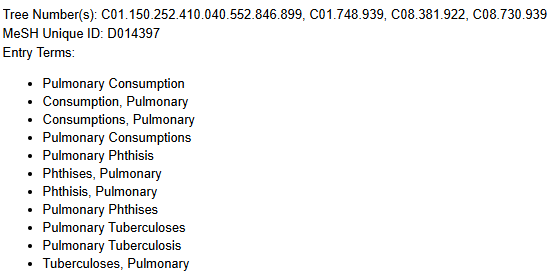 Tree Number(s): C01.150.252.410.040.552.846.899, C01.748.939, C08.381.922, C08.730.939
MeSH Unique ID: D014397
Entry Terms:
• Pulmonary Consumption
• Consumption, Pulmonary
• Consumptions, Pulmonary
• Pulmonary Consumptions
• Pulmonary Phthisis
• Phthises, Pulmonary
• Phthisis, Pulmonary
• Pulmonary Phthises
• Pulmonary Tuberculoses
• Pulmonary Tuberculosis
• Tuberculoses, Pulmonary